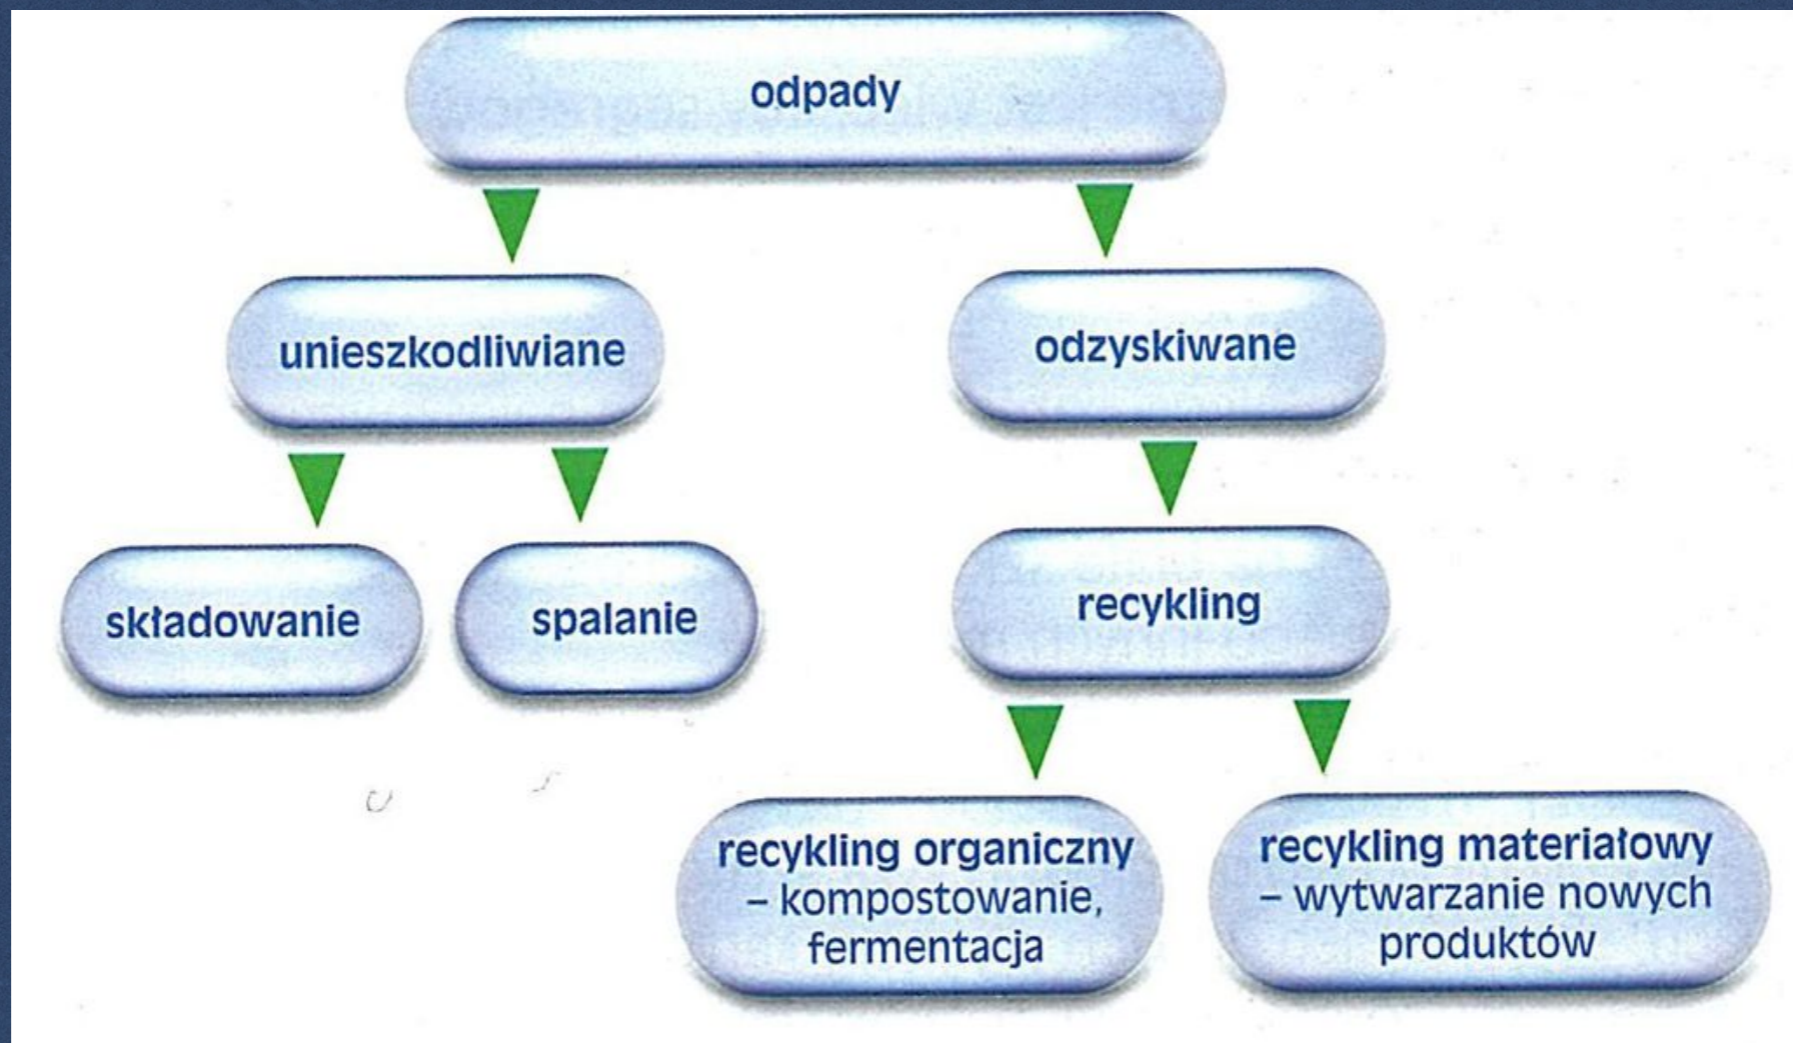 odpady
unieszkodliwiane
odzyskiwane
składowanie
spalanie
recykling
recykling organiczny
– kompostowanie,
fermentacja
recykling materiałowy
– wytwarzanie nowych
produktów